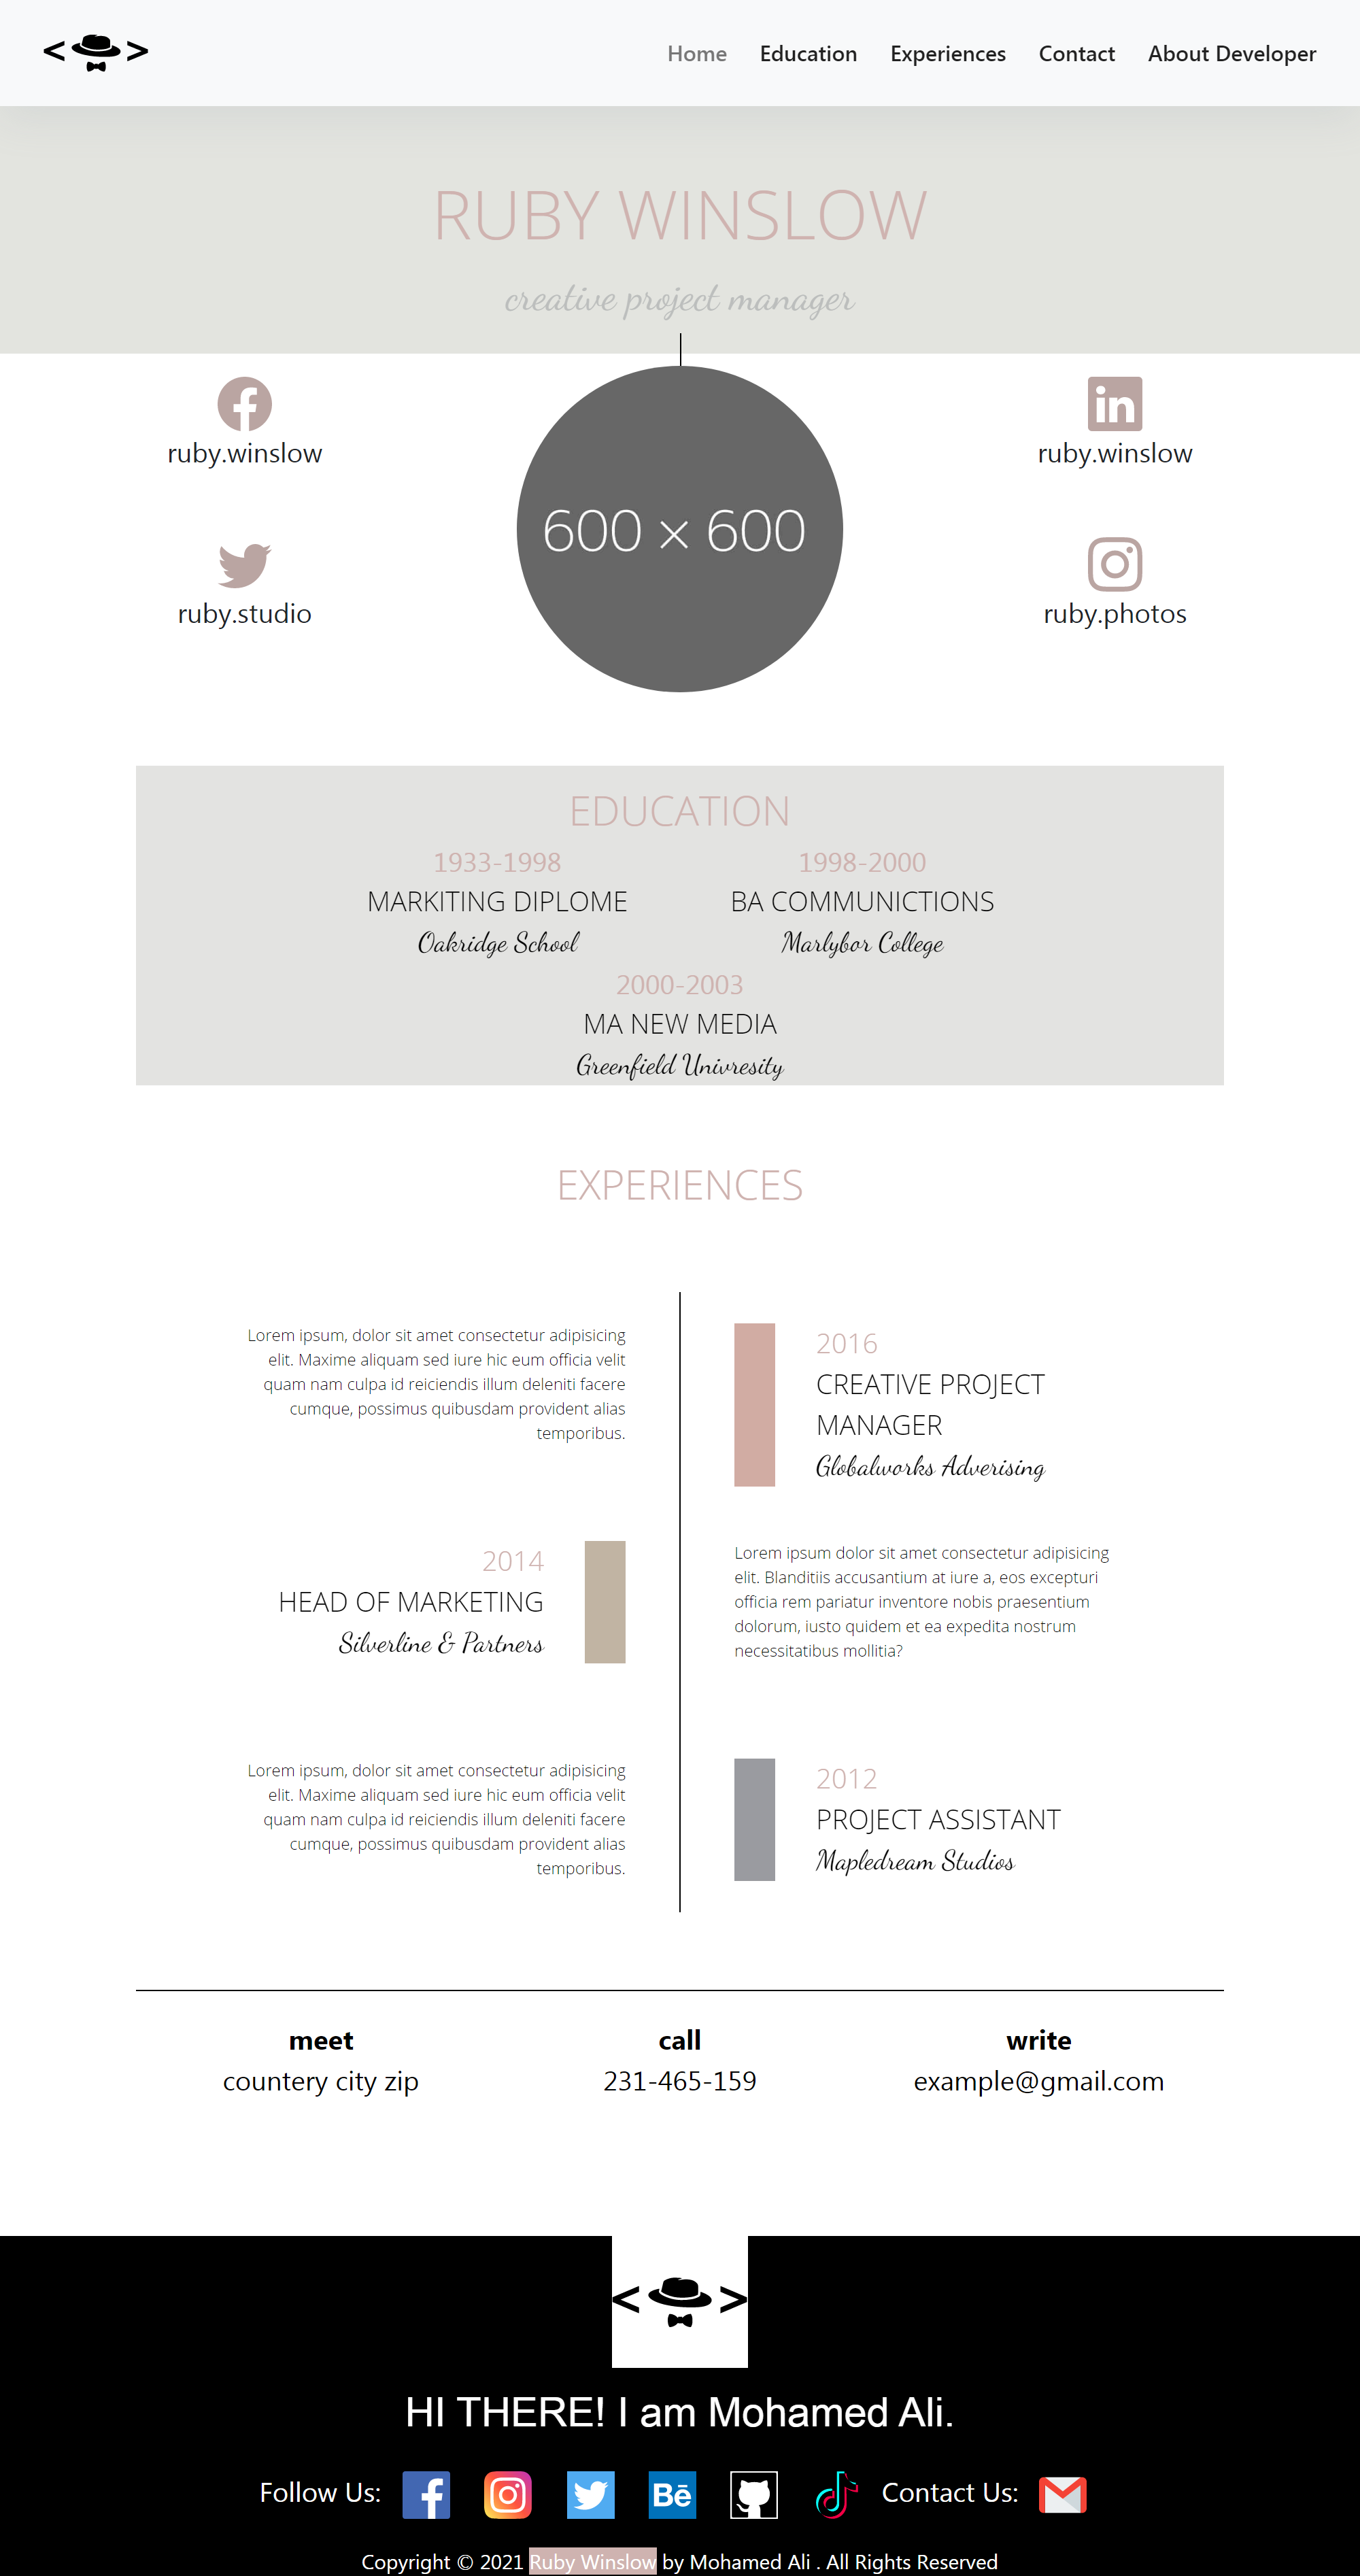 < >
Home Education Experiences Contact About Developer
RUBY WINSLOW
creative project manager
ruby.winslow
ruby.studio
600 × 600
ruby.winslow
ruby.photos
EDUCATION
1933-1998
MARKITING DIPLOME
Oakridge School
1998-2000
BA COMMUNICTIONS
Marlybor College
2000-2003
MA NEW MEDIA
Greenfield Univresity
EXPERIENCES
Lorem ipsum, dolor sit amet consectetur adipisicing
elit. Maxime aliquam sed iure hic eum officia velit
quam nam culpa id reiciendis illum deleniti facere
cumque, possimus quibusdam provident alias
temporibus.
2016
CREATIVE PROJECT
MANAGER
Globalworks Adverising
2014
HEAD OF MARKETING
Silverline & Partners
Lorem ipsum dolor sit amet consectetur adipisicing
elit. Blanditiis accusantium at iure a, eos excepturi
officia rem pariatur inventore nobis praesentium
dolorum, iusto quidem et ea expedita nostrum
necessitatibus mollitia?
Lorem ipsum, dolor sit amet consectetur adipisicing
elit. Maxime aliquam sed iure hic eum officia velit
quam nam culpa id reiciendis illum deleniti facere
cumque, possimus quibusdam provident alias
temporibus.
2012
PROJECT ASSISTANT
Mapledream Studios
meet
countery city zip
call
231-465-159
write
example@gmail.com
< >
HI THERE! I am Mohamed Ali.
Follow Us: Bē Contact Us:
Copyright © 2021 Ruby Winslow by Mohamed Ali . All Rights Reserved